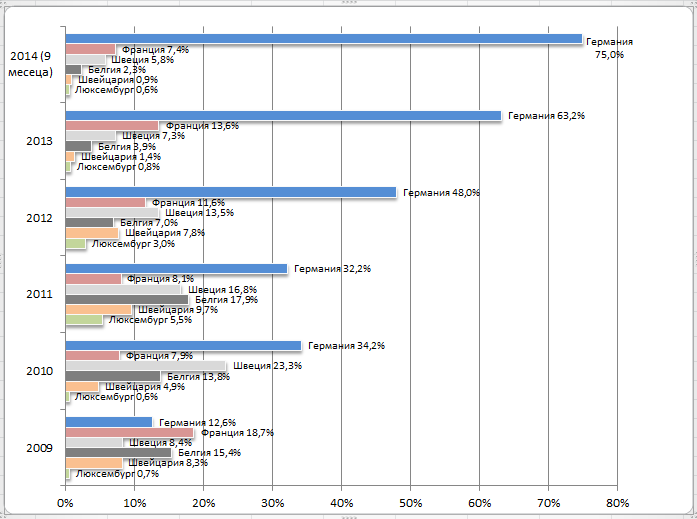 2014 (9
месеца)
Германия
75,0%
Франция 7,4%
Швеция 5,8%
Белгия 2,3%
Швейцария 0,9%
Люксембург 0,6%
2013
Германия 63,2%
Франция 13,6%
Швеция 7,3%
Белгия 3,9%
Швейцария 1,4%
Люксембург 0,8%
2012
Германия 48,0%
Франция 11,6%
Швеция 13,5%
Белгия 7,0%
Швейцария 7,8%
Люксембург 3,0%
2011
Германия 32,2%
Франция 8,1%
Швеция 16,8%
Белгия 17,9%
Швейцария 9,7%
Люксембург 5,5%
2010
Германия 34,2%
Франция 7,9%
Швеция 23,3%
Белгия 13,8%
Швейцария 4,9%
Люксембург 0,6%
2009
Германия 12,6%
Франция 18,7%
Швеция 8,4%
Белгия 15,4%
Швейцария 8,3%
Люксембург 0,7%
0% 10% 20% 30% 40% 50% 60% 70% 80%